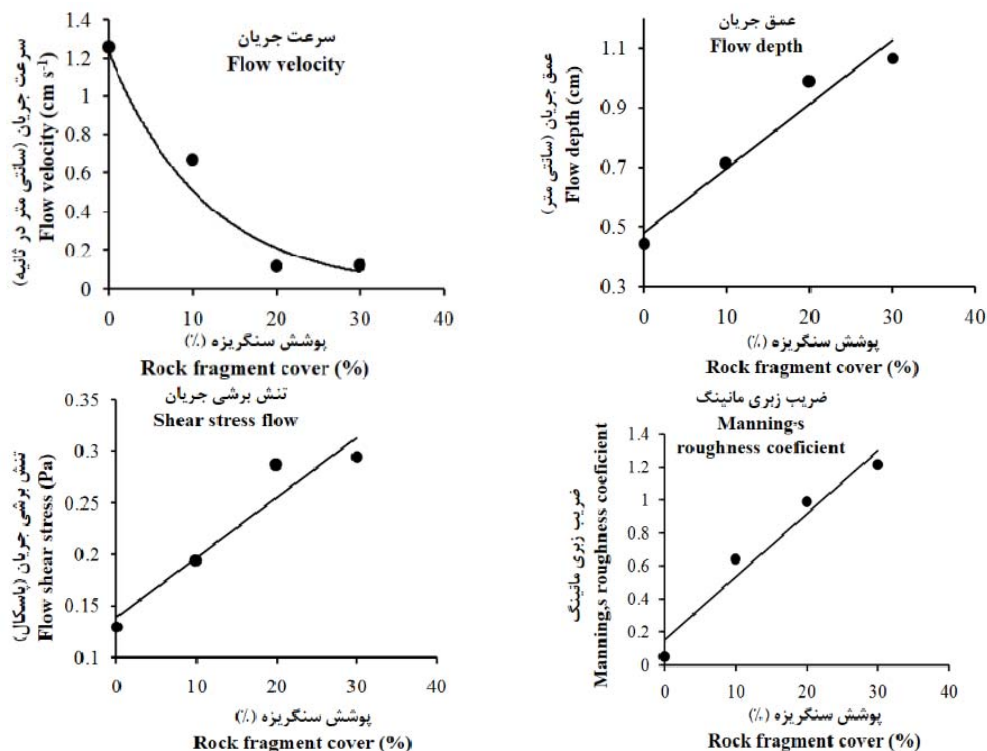 سرعت جریان
Flow velocity
سرعت جریان (سانتی متر در ثانیه)
Flow velocity (cm s⁻¹)
1.4
1.2
1
0.8
0.6
0.4
0.2
0
0 10 20 30 40
پوشش سنگریزه (٪)
Rock fragment cover (%)
عمق جریان
Flow depth
عمق جریان (سانتی متر)
Flow depth (cm)
1.1
0.9
0.7
0.5
0.3
0 10 20 30 40
پوشش سنگریزه (٪)
Rock fragment cover (%)
تنش برشی جریان
Shear stress flow
تنش برشی جریان (پاسکال)
Flow shear stress (Pa)
0.35
0.3
0.25
0.2
0.15
0.1
0 10 20 30 40
پوشش سنگریزه (٪)
Rock fragment cover (%)
ضریب زبری مانینگ
Manning,s
roughness coeficient
ضریب زبری مانینگ
Manning,s roughness coeficient
1.4
1.2
1
0.8
0.6
0.4
0.2
0
0 10 20 30 40
پوشش سنگریزه (٪)
Rock fragment cover (%)